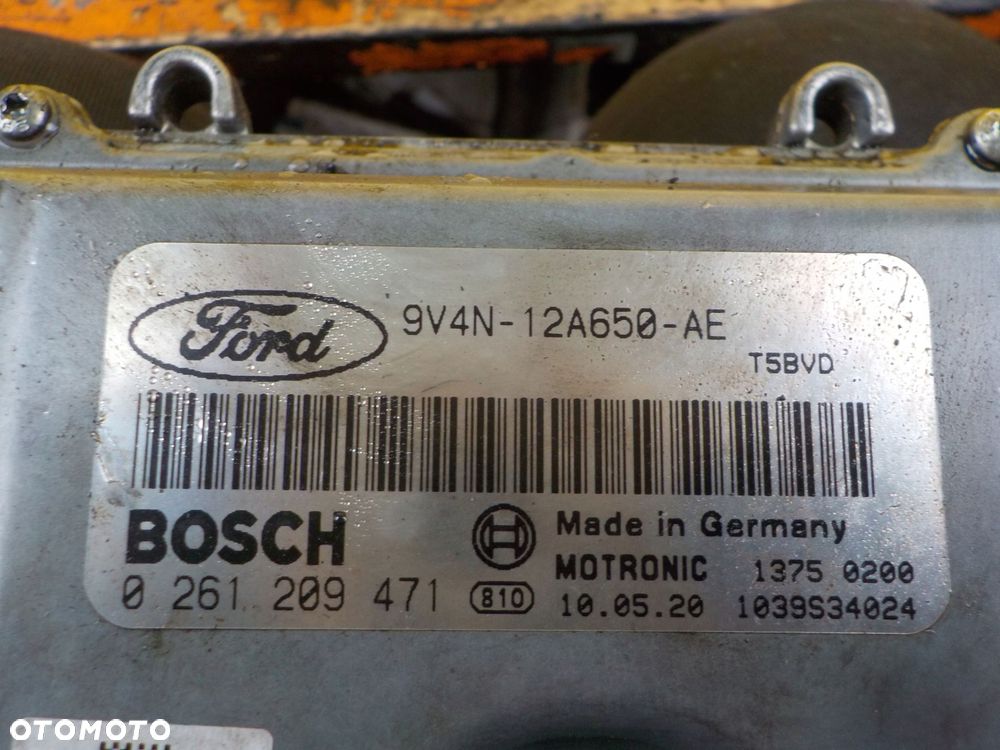 Ford 9V4N-12A650-AE
T5BVD
BOSCH Made in Germany
MOTRONIC 1375 0200
0 261 209 471 810 10.05.20 1039S34024
OTOMOTO